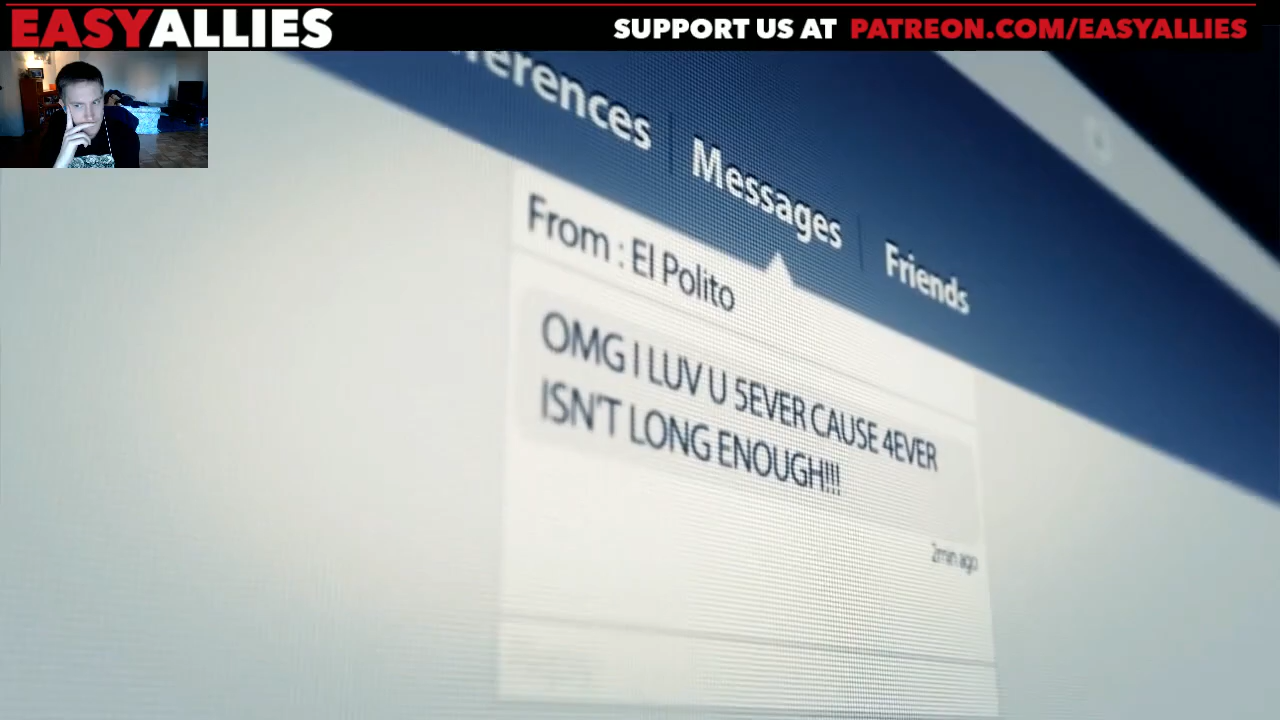 EASYALLIES
SUPPORT US AT PATREON.COM/EASYALLIES
Messages
Friends
From : El Polito
OMG I LUV U 5EVER CAUSE 4EVER
ISN'T LONG ENOUGH!!!
2min ago